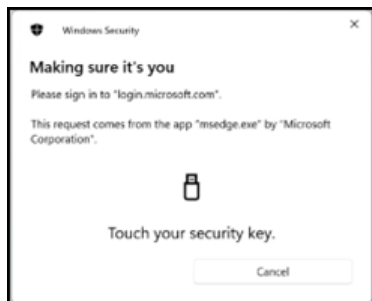 Windows Security
Making sure it's you
Please sign in to "login.microsoft.com".
This request comes from the app "msedge.exe" by "Microsoft
Corporation".
Touch your security key.
Cancel